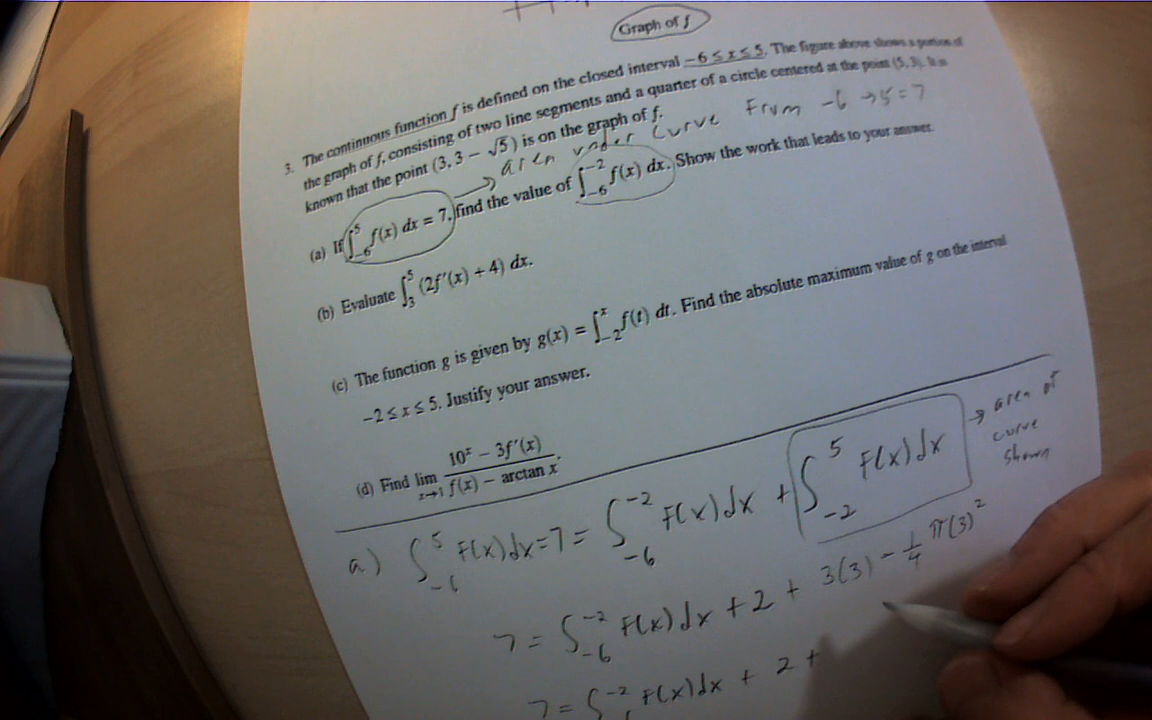 Graph of f
3. The continuous function f is defined on the closed interval −6 ≤ x ≤ 5. The figure above shows a portion of
the graph of f, consisting of two line segments and a quarter of a circle centered at the point (5, 3). It is
known that the point (3, 3 − √5) is on the graph of f.
area under curve From -6 → 5 = 7
(a) If ∫_{−6}^{5} f(x) dx = 7, find the value of ∫_{−6}^{−2} f(x) dx. Show the work that leads to your answer.
(b) Evaluate ∫_{3}^{5} (2f′(x) + 4) dx.
(c) The function g is given by g(x) = ∫_{−2}^{x} f(t) dt. Find the absolute maximum value of g on the interval
−2 ≤ x ≤ 5. Justify your answer.
(d) Find lim_{x→1} (10^x − 3f′(x)) / (f(x) − arctan x).
a) ∫_{-6}^{5} F(x)dx = 7 = ∫_{-6}^{-2} F(x)dx + ∫_{-2}^{5} F(x)dx → area of
curve
shown
7 = ∫_{-6}^{-2} F(x)dx + 2 + 3(3) - 1/4 π(3)^2
7 = ∫^{-2} F(x)dx + 2 +